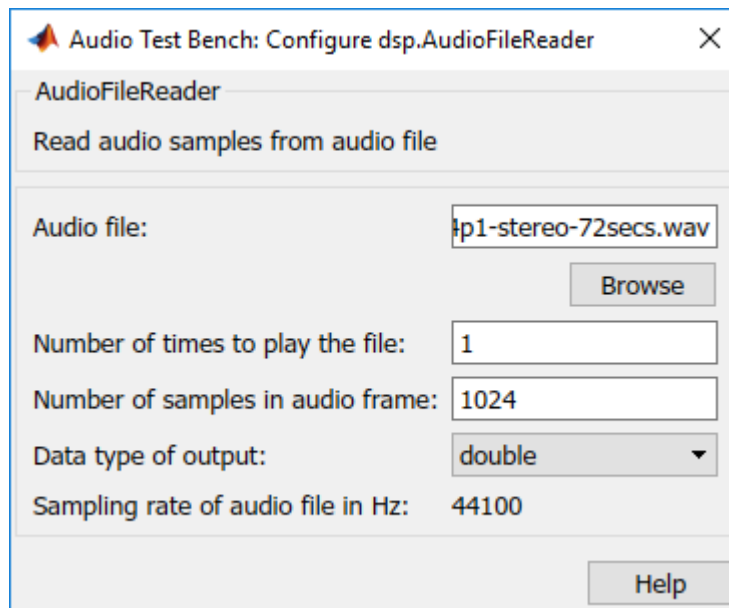 Audio Test Bench: Configure dsp.AudioFileReader
AudioFileReader
Read audio samples from audio file
Audio file: 4p1-stereo-72secs.wav
Browse
Number of times to play the file: 1
Number of samples in audio frame: 1024
Data type of output: double
Sampling rate of audio file in Hz: 44100
Help